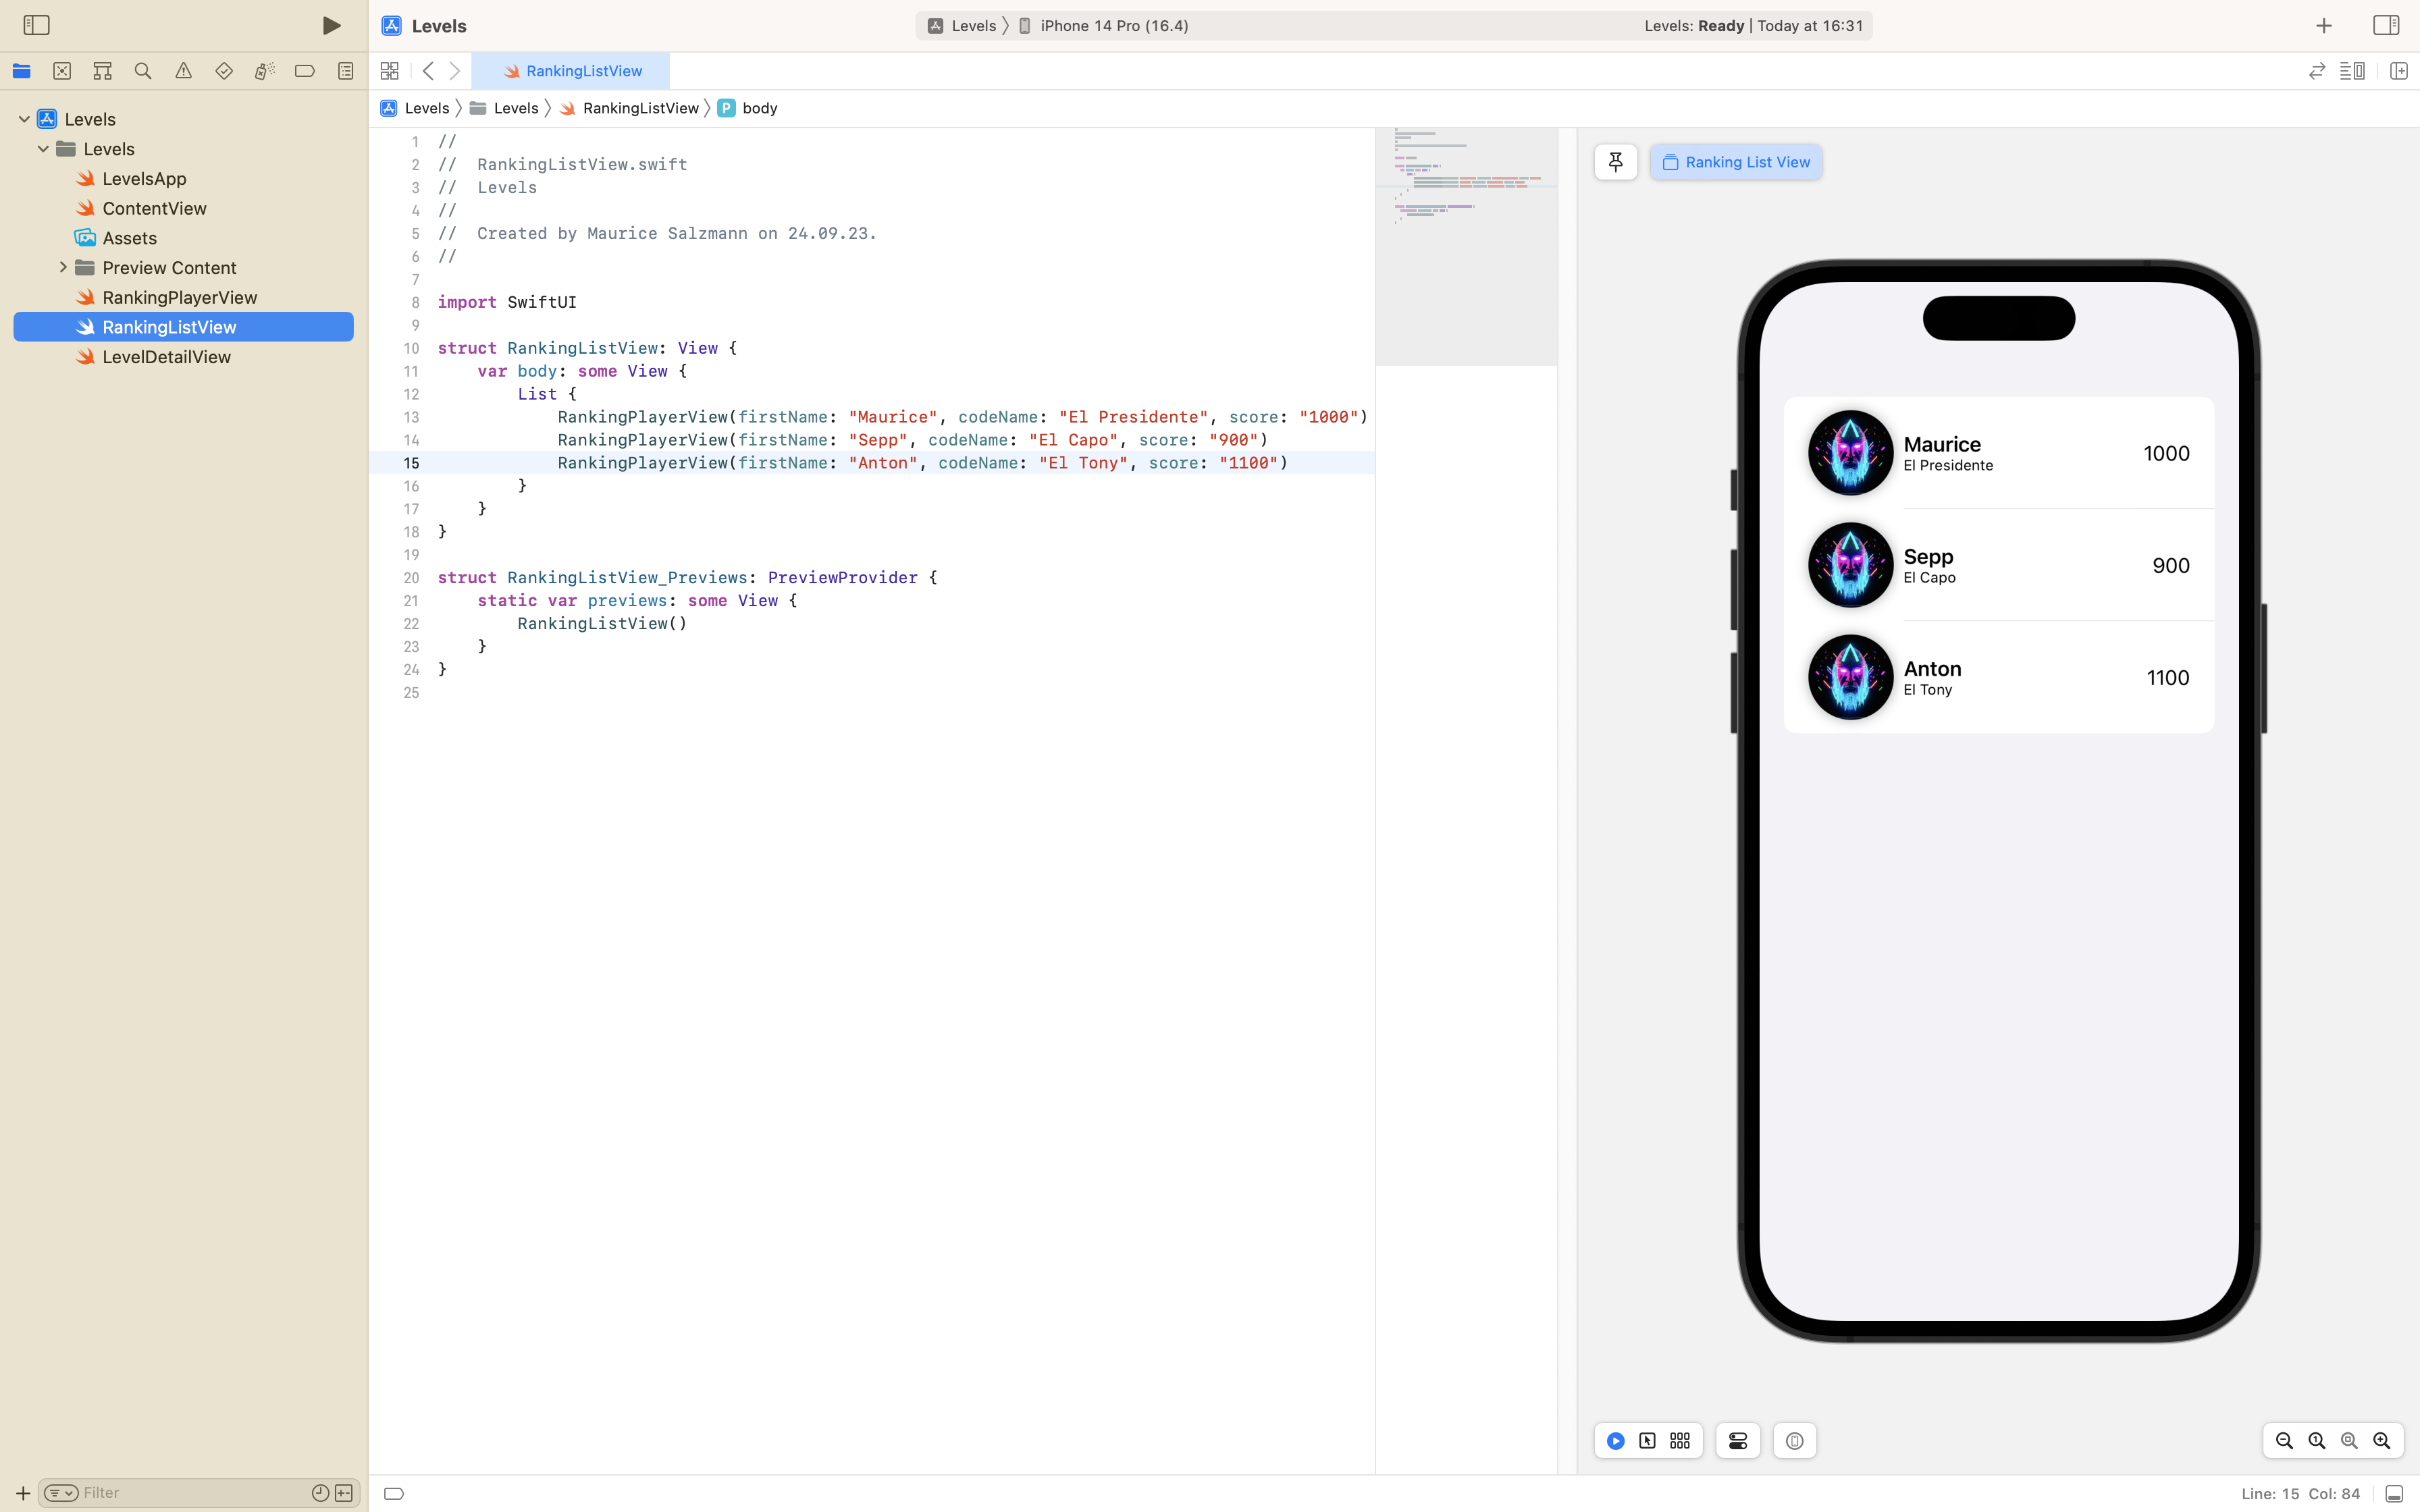 Levels
Levels
iPhone 14 Pro (16.4)
Levels: Ready | Today at 16:31
RankingListView
Levels
Levels
RankingListView
P
body
Levels
Levels
LevelsApp
ContentView
Assets
Preview Content
RankingPlayerView
RankingListView
LevelDetailView
1 //
2 //  RankingListView.swift
3 //  Levels
4 //
5 //  Created by Maurice Salzmann on 24.09.23.
6 //
7
8 import SwiftUI
9
10 struct RankingListView: View {
11     var body: some View {
12         List {
13             RankingPlayerView(firstName: "Maurice", codeName: "El Presidente", score: "1000")
14             RankingPlayerView(firstName: "Sepp", codeName: "El Capo", score: "900")
15             RankingPlayerView(firstName: "Anton", codeName: "El Tony", score: "1100")
16         }
17     }
18 }
19
20 struct RankingListView_Previews: PreviewProvider {
21     static var previews: some View {
22         RankingListView()
23     }
24 }
25
Ranking List View
Maurice
El Presidente
1000
Sepp
El Capo
900
Anton
El Tony
1100
Filter
Line: 15  Col: 84